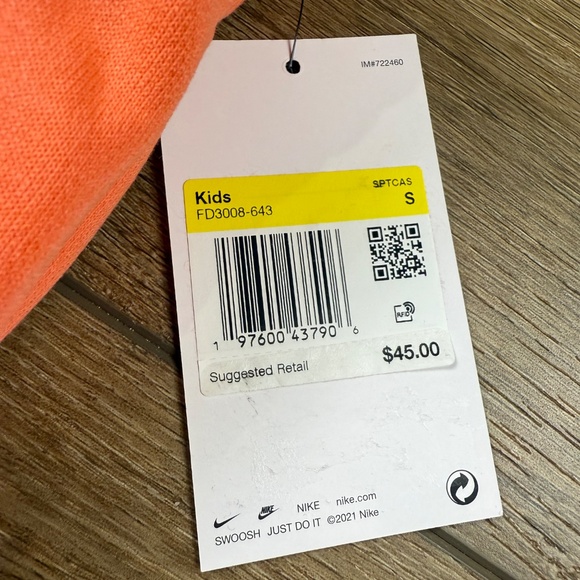 IM#722460
Kids SPTCAS
FD3008-643 S
1 97600 43790 6
RFID
Suggested Retail $45.00
NIKE NIKE nike.com
SWOOSH JUST DO IT ©2021 Nike